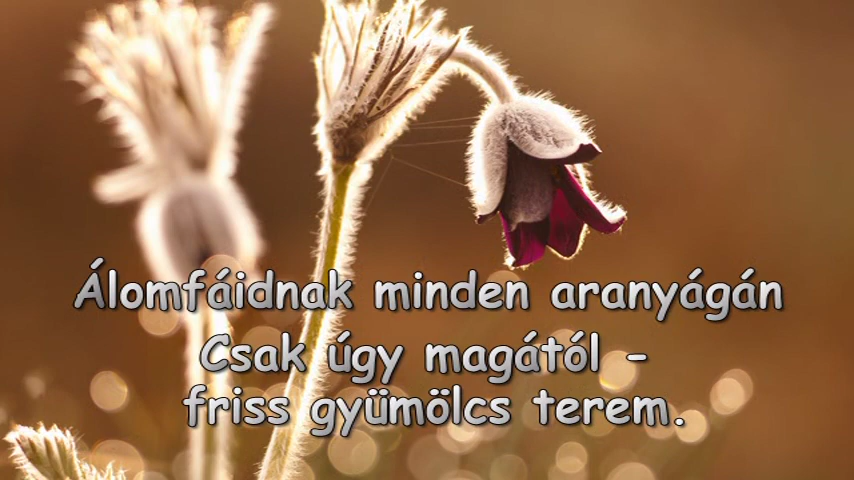 Álomfáidnak minden aranyágán
Csak úgy magától -
friss gyümölcs terem.